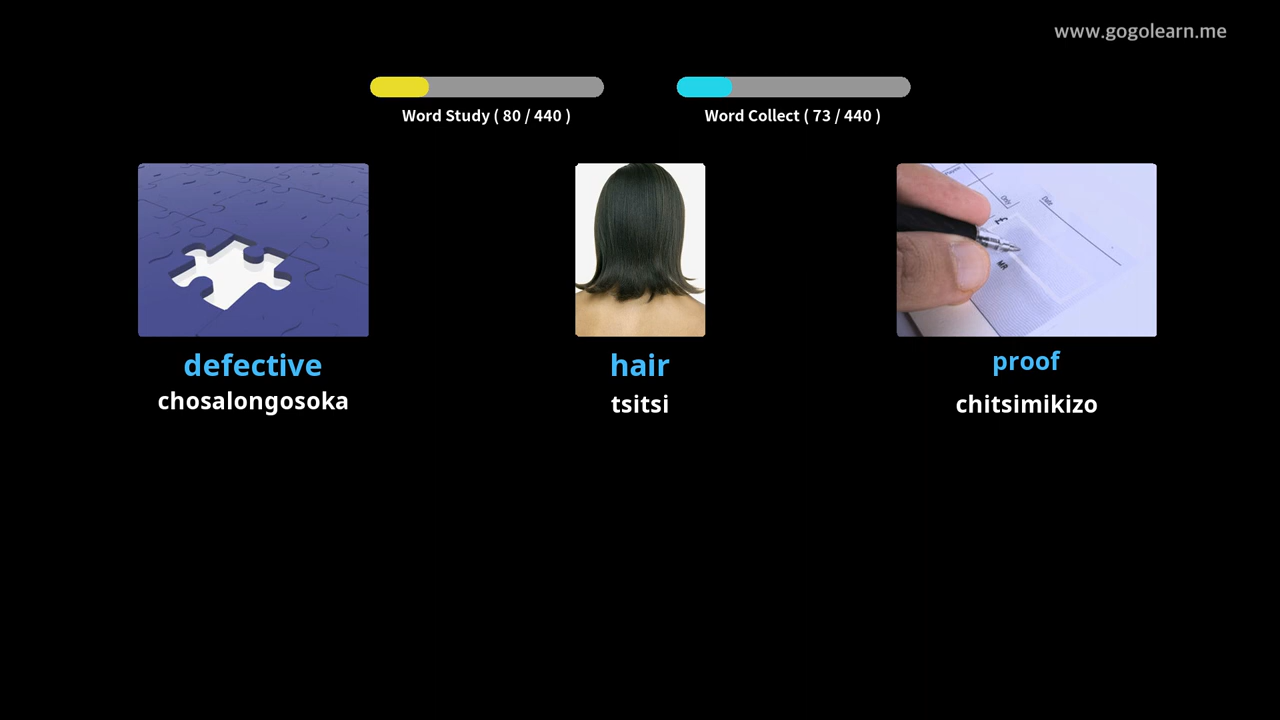 www.gogolearn.me
Word Study ( 80 / 440 )
Word Collect ( 73 / 440 )
defective
chosalongosoka
hair
tsitsi
proof
chitsimikizo